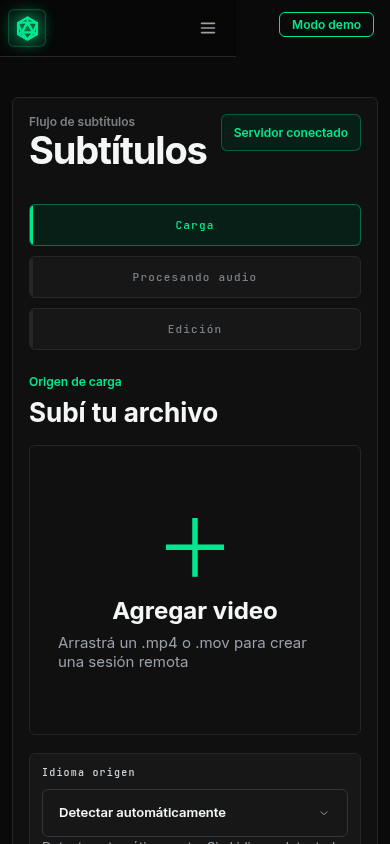 Modo demo
Flujo de subtítulos
Subtítulos
Servidor conectado
Carga
Procesando audio
Edición
Origen de carga
Subí tu archivo
Agregar video
Arrastrá un .mp4 o .mov para crear
una sesión remota
Idioma origen
Detectar automáticamente